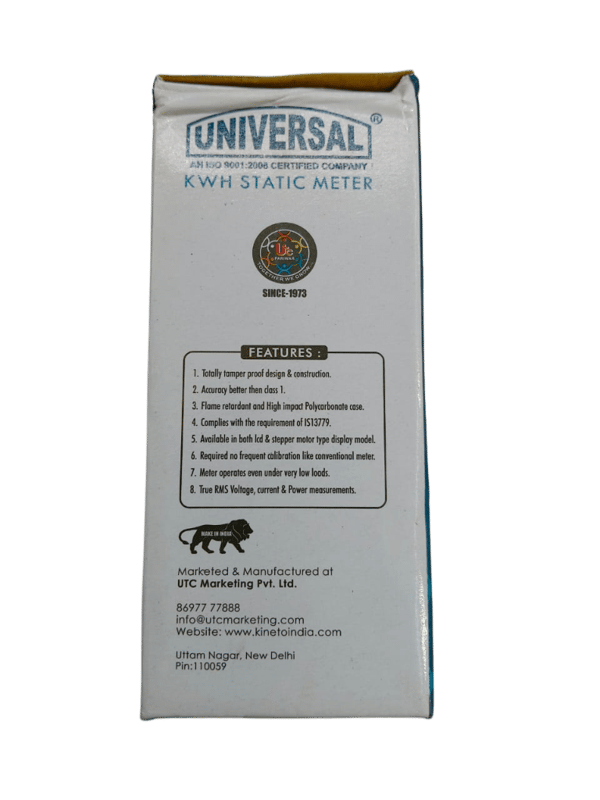 UNIVERSAL ®
AN ISO 9001:2008 CERTIFIED COMPANY
KWH STATIC METER
Ute
TOGETHER WE GROW
SINCE-1973
FEATURES :
1. Totally tamper proof design & construction.
2. Accuracy better then class 1.
3. Flame retardant and High impact Polycarbonate case.
4. Complies with the requirement of IS13779.
5. Available in both lcd & stepper motor type display model.
6. Required no frequent calibration like conventional meter.
7. Meter operates even under very low loads.
8. True RMS Voltage, current & Power measurements.
MAKE IN INDIA
Marketed & Manufactured at
UTC Marketing Pvt. Ltd.
86977 77888
info@utcmarketing.com
Website: www.kinetoindia.com
Uttam Nagar, New Delhi
Pin:110059